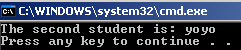 C:\WINDOWS\system32\cmd.exe
The second student is: yoyo
Press any key to continue . .